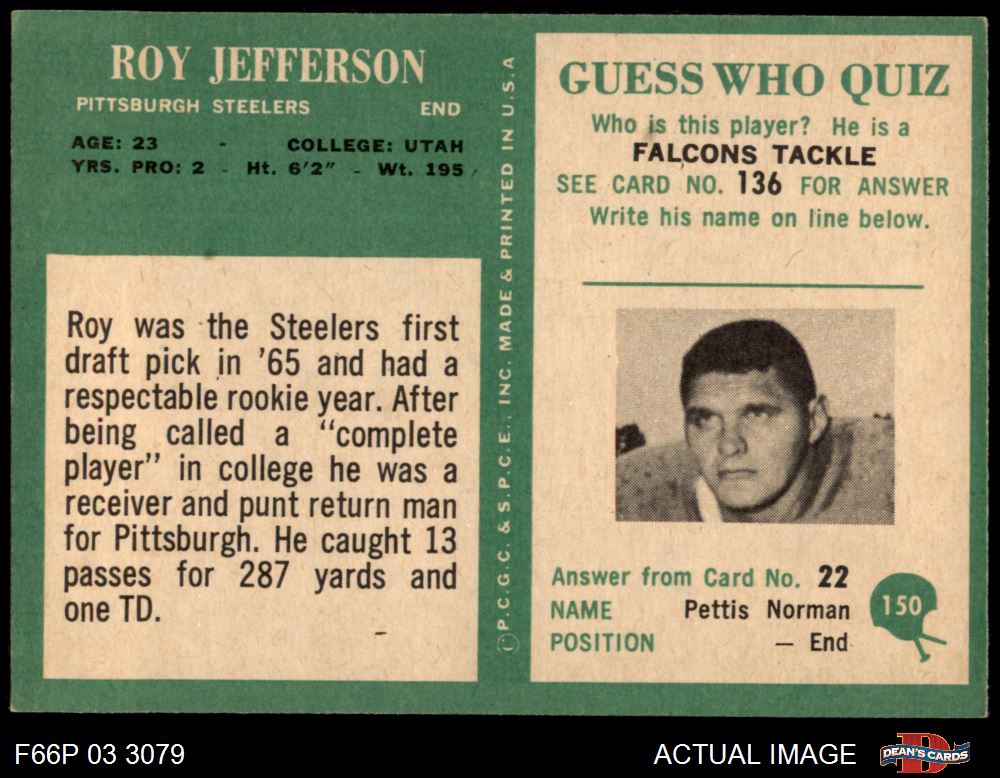 ROY JEFFERSON
PITTSBURGH STEELERS END
AGE: 23 - COLLEGE: UTAH
YRS. PRO: 2 - Ht. 6'2" - Wt. 195
Roy was the Steelers first
draft pick in '65 and had a
respectable rookie year. After
being called a "complete
player" in college he was a
receiver and punt return man
for Pittsburgh. He caught 13
passes for 287 yards and
one TD.
©P.C.G.C. & S.P.C.E., INC. MADE & PRINTED IN U.S.A
GUESS WHO QUIZ
Who is this player? He is a
FALCONS TACKLE
SEE CARD NO. 136 FOR ANSWER
Write his name on line below.
Answer from Card No. 22
NAME Pettis Norman
POSITION — End
150
F66P 03 3079
ACTUAL IMAGE
D
DEAN'S CARDS